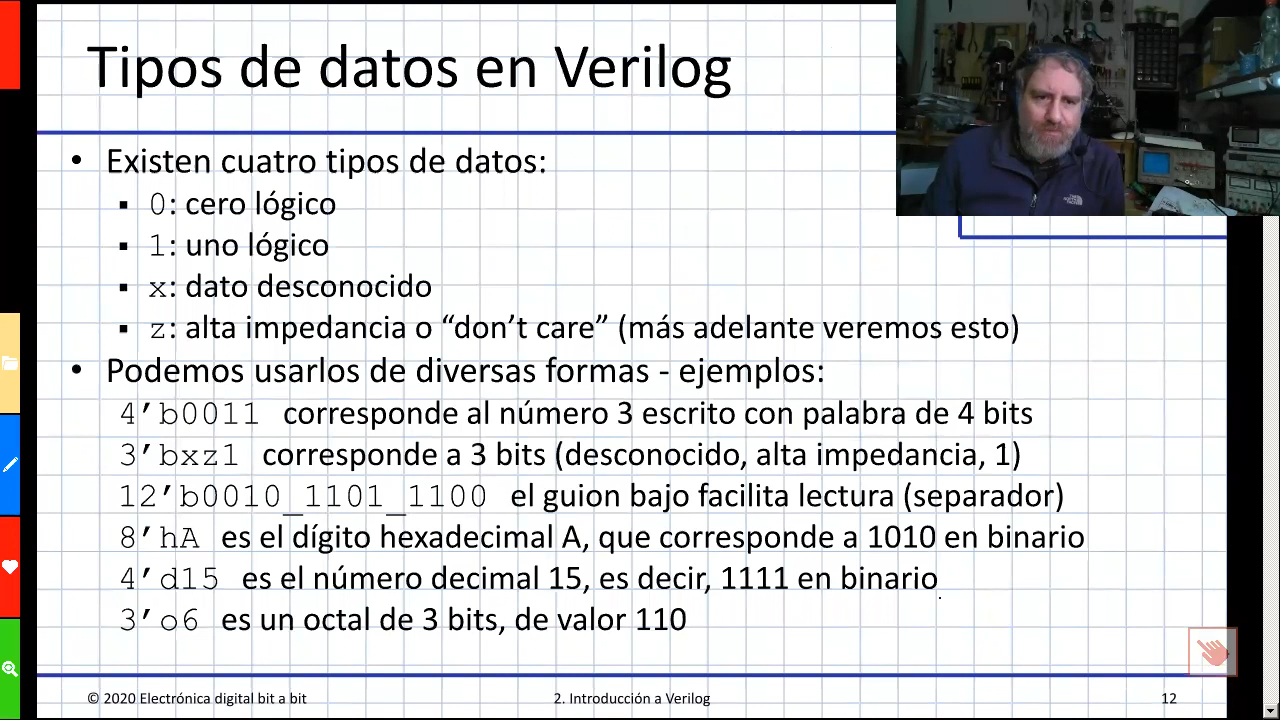 Tipos de datos en Verilog
• Existen cuatro tipos de datos:
▪ 0: cero lógico
▪ 1: uno lógico
▪ x: dato desconocido
▪ z: alta impedancia o “don’t care” (más adelante veremos esto)
• Podemos usarlos de diversas formas - ejemplos:
4’b0011 corresponde al número 3 escrito con palabra de 4 bits
3’bxz1 corresponde a 3 bits (desconocido, alta impedancia, 1)
12’b0010_1101_1100 el guion bajo facilita lectura (separador)
8’hA es el dígito hexadecimal A, que corresponde a 1010 en binario
4’d15 es el número decimal 15, es decir, 1111 en binario
3’o6 es un octal de 3 bits, de valor 110
© 2020 Electrónica digital bit a bit
2. Introducción a Verilog
12